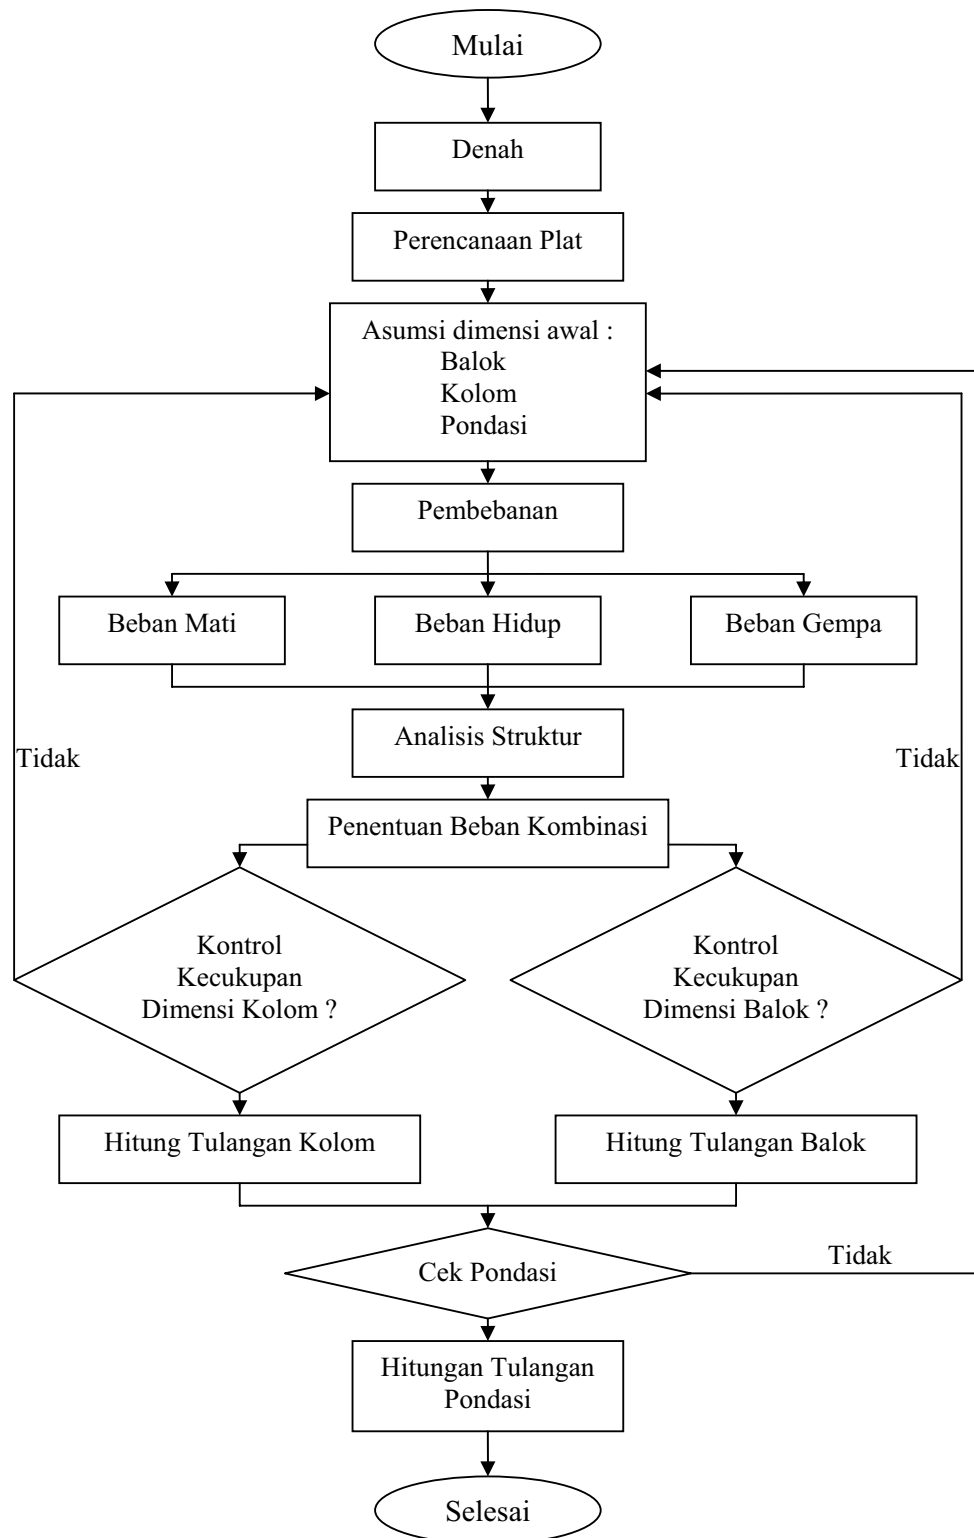 Mulai
Denah
Perencanaan Plat
Asumsi dimensi awal :
Balok
Kolom
Pondasi
Pembebanan
Beban Mati
Beban Hidup
Beban Gempa
Analisis Struktur
Tidak
Tidak
Penentuan Beban Kombinasi
Kontrol
Kecukupan
Dimensi Kolom ?
Kontrol
Kecukupan
Dimensi Balok ?
Hitung Tulangan Kolom
Hitung Tulangan Balok
Cek Pondasi
Tidak
Hitungan Tulangan
Pondasi
Selesai